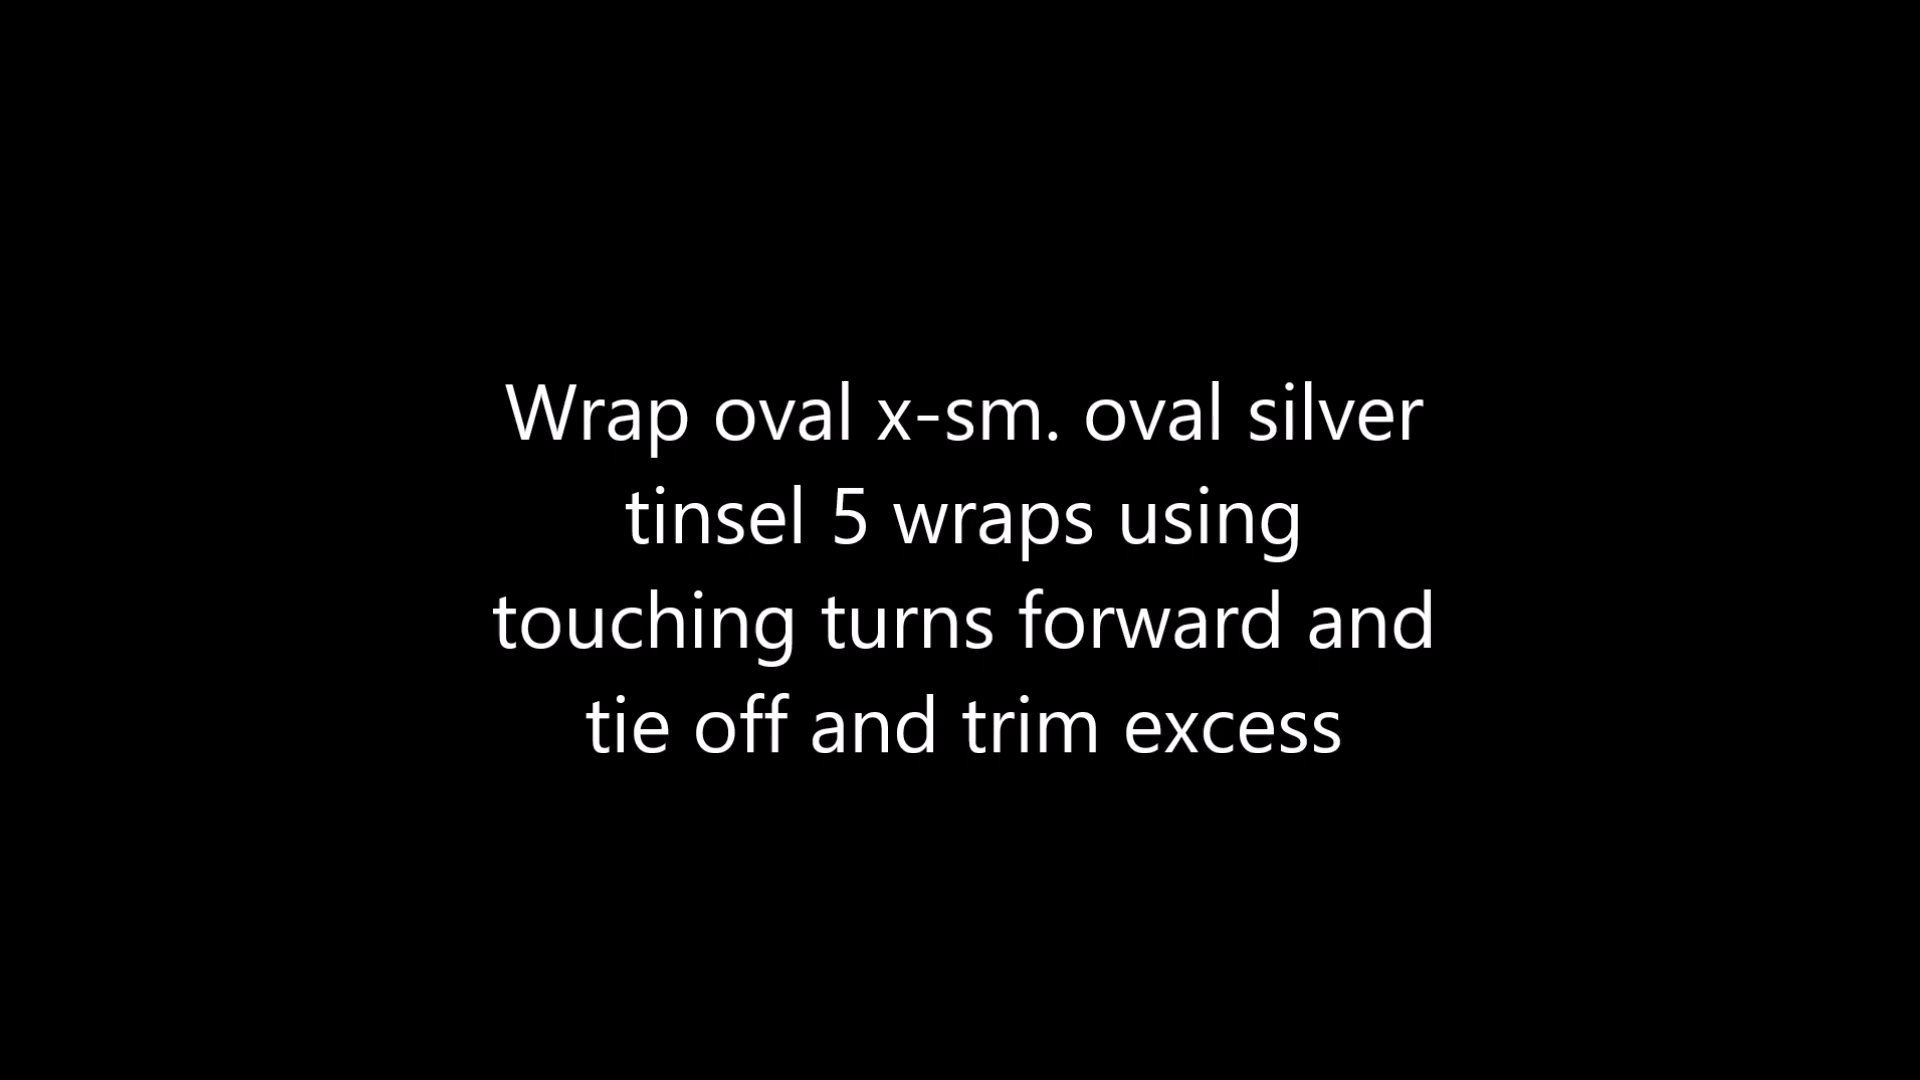 Wrap oval x-sm. oval silver
tinsel 5 wraps using
touching turns forward and
tie off and trim excess